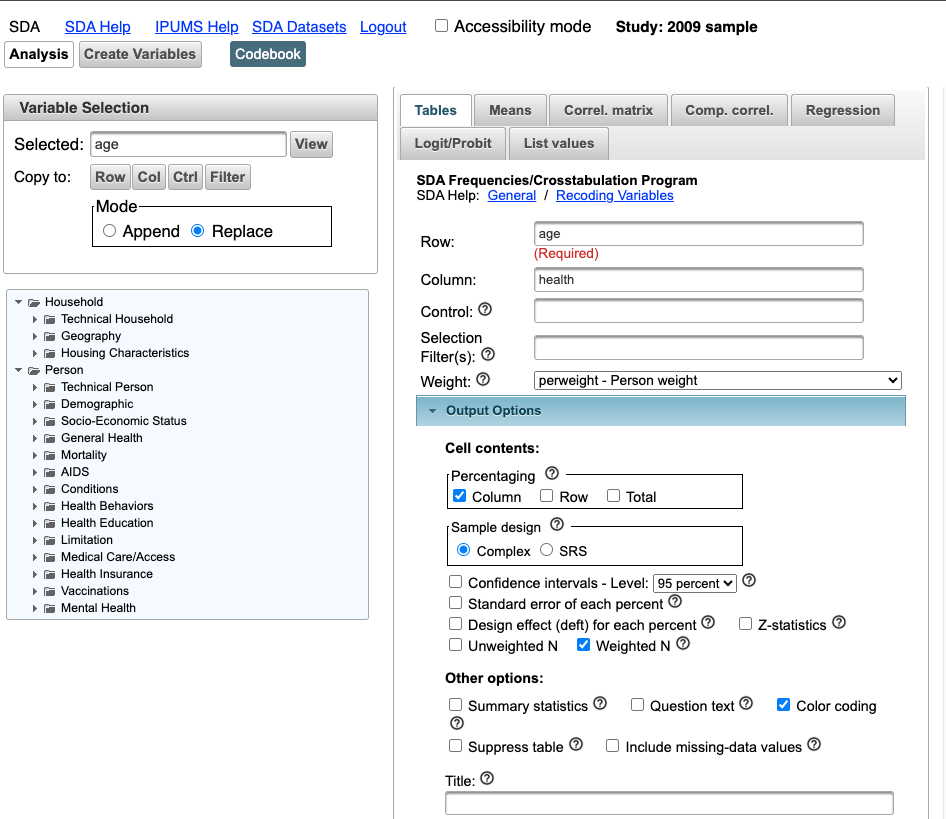 SDA SDA Help IPUMS Help SDA Datasets Logout Accessibility mode Study: 2009 sample
Analysis Create Variables Codebook
Variable Selection
Selected: age View
Copy to: Row Col Ctrl Filter
Mode
Append Replace
Household
Technical Household
Geography
Housing Characteristics
Person
Technical Person
Demographic
Socio-Economic Status
General Health
Mortality
AIDS
Conditions
Health Behaviors
Health Education
Limitation
Medical Care/Access
Health Insurance
Vaccinations
Mental Health
Tables Means Correl. matrix Comp. correl. Regression
Logit/Probit List values
SDA Frequencies/Crosstabulation Program
SDA Help: General / Recoding Variables
Row: age
(Required)
Column: health
Control: ?
Selection
Filter(s): ?
Weight: ? perweight - Person weight
Output Options
Cell contents:
Percentaging ?
Column Row Total
Sample design ?
Complex SRS
Confidence intervals - Level: 95 percent ?
Standard error of each percent ?
Design effect (deft) for each percent ? Z-statistics ?
Unweighted N Weighted N ?
Other options:
Summary statistics ? Question text ? Color coding
?
Suppress table ? Include missing-data values ?
Title: ?